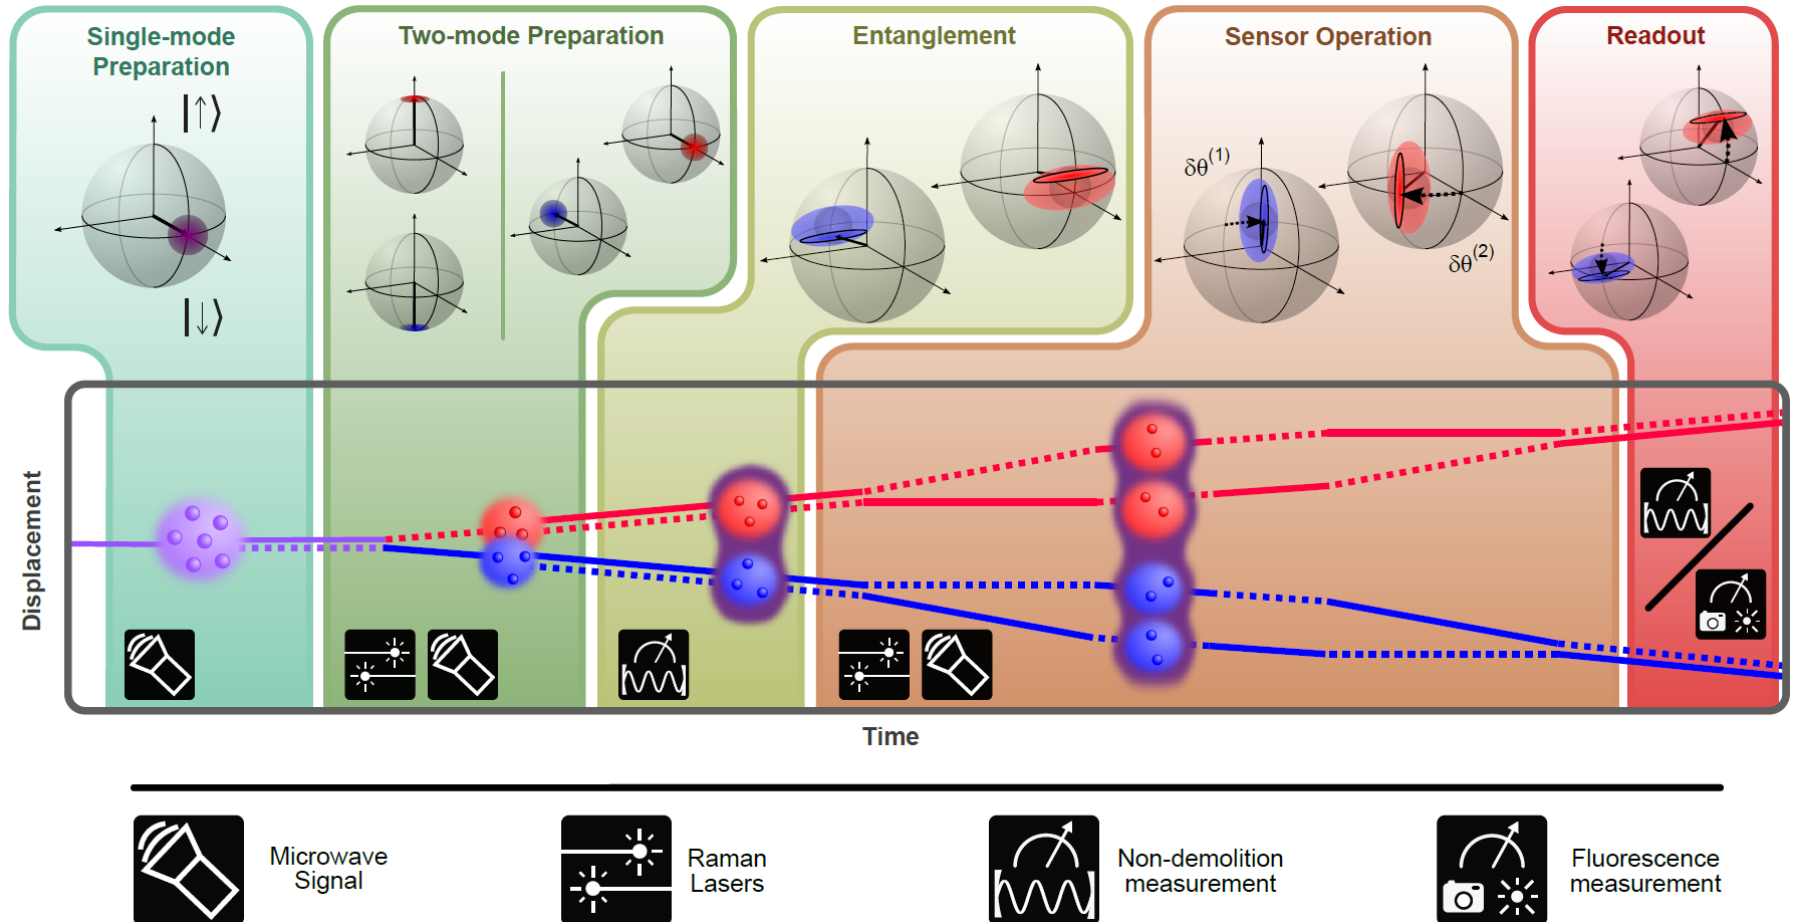 Single-mode
Preparation
|↑⟩
|↓⟩
Two-mode Preparation
Entanglement
Sensor Operation
δθ(1)
δθ(2)
Readout
Displacement
Time
Microwave
Signal
Raman
Lasers
Non-demolition
measurement
Fluorescence
measurement